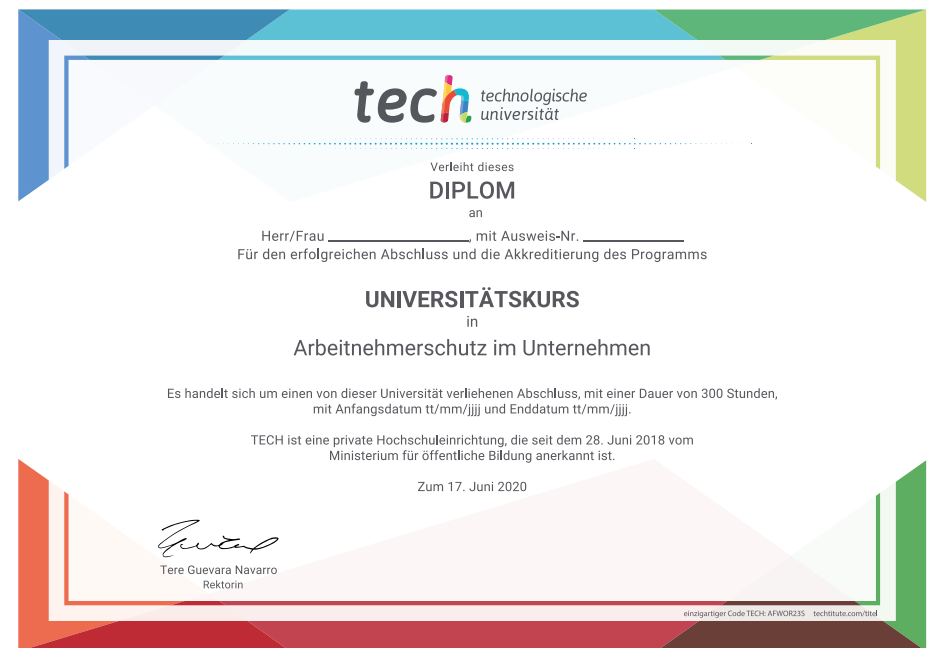 tech technologische
universität
Verleiht dieses
DIPLOM
an
Herr/Frau ____________________, mit Ausweis-Nr. ______________
Für den erfolgreichen Abschluss und die Akkreditierung des Programms
UNIVERSITÄTSKURS
in
Arbeitnehmerschutz im Unternehmen
Es handelt sich um einen von dieser Universität verliehenen Abschluss, mit einer Dauer von 300 Stunden,
mit Anfangsdatum tt/mm/jjjj und Enddatum tt/mm/jjjj.
TECH ist eine private Hochschuleinrichtung, die seit dem 28. Juni 2018 vom
Ministerium für öffentliche Bildung anerkannt ist.
Zum 17. Juni 2020
Tere Guevara Navarro
Rektorin
einzigartiger Code TECH: AFWOR23S techtitute.com/titel